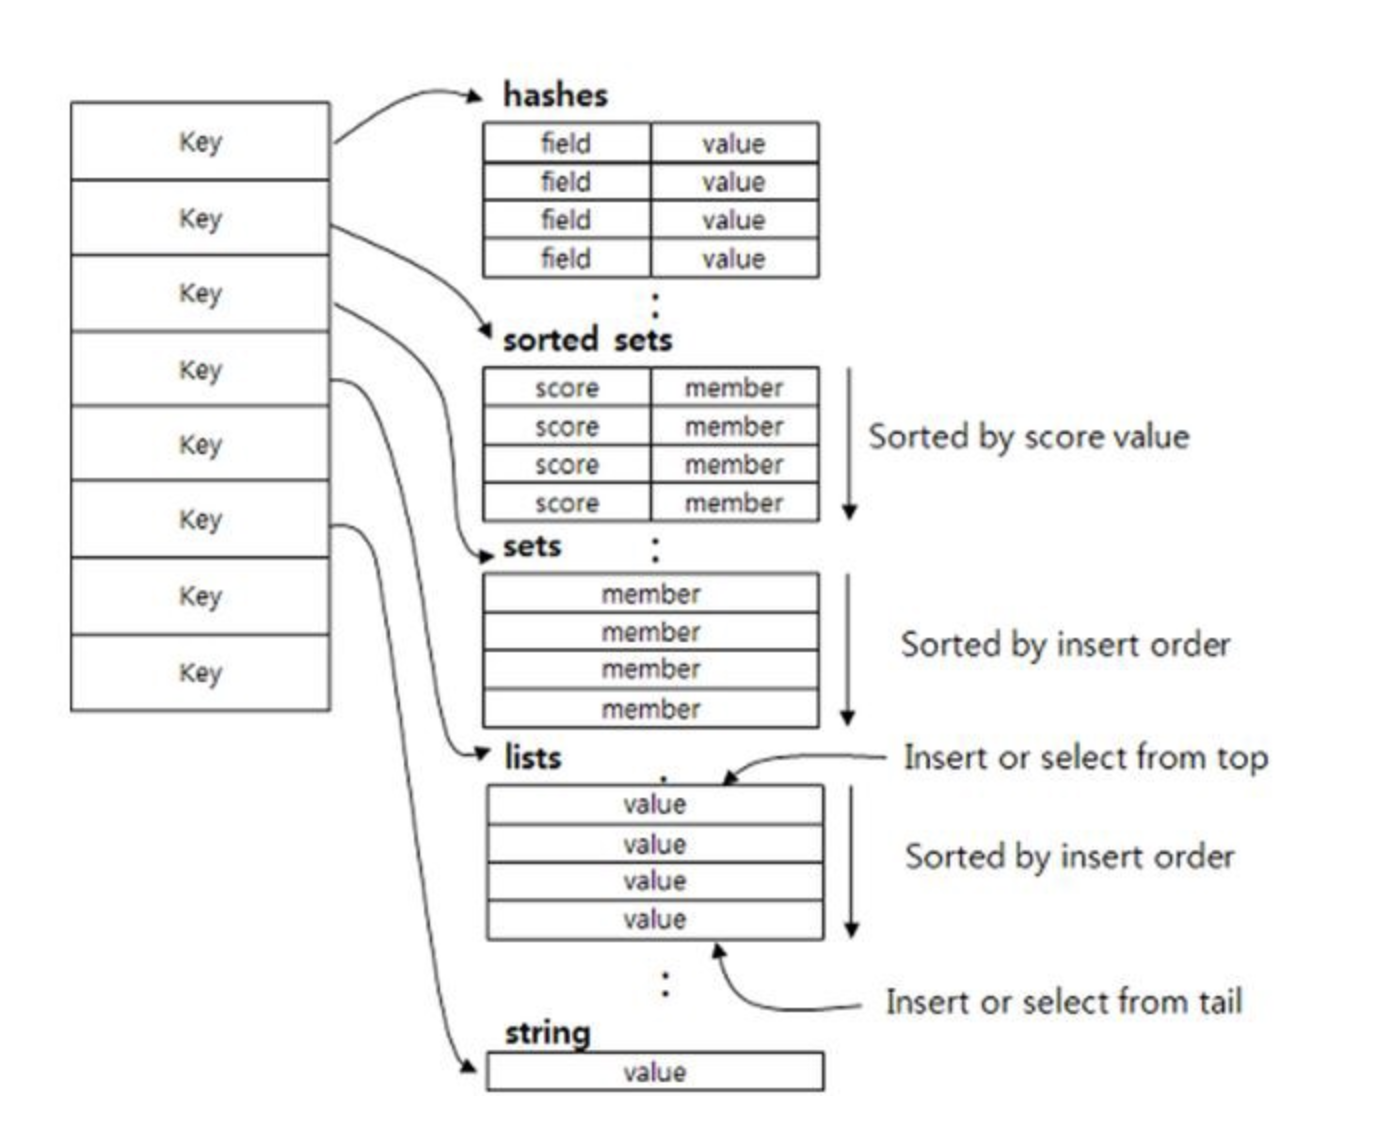 Key
Key
Key
Key
Key
Key
Key
Key
hashes
field value
field value
field value
field value
:
sorted sets
score member
score member
score member
score member
Sorted by score value
sets :
member
member
member
member
Sorted by insert order
lists
Insert or select from top
value
value
value
value
Sorted by insert order
:
Insert or select from tail
string
value